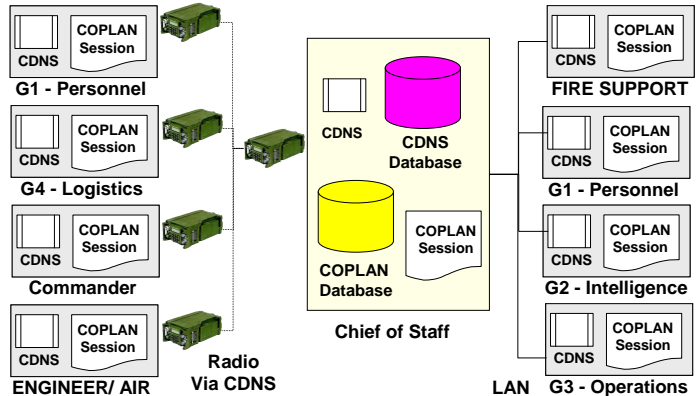 COPLAN
Session
CDNS
G1 - Personnel
COPLAN
Session
CDNS
G4 - Logistics
COPLAN
Session
CDNS
Commander
COPLAN
Session
CDNS
ENGINEER/ AIR
Radio
Via CDNS
CDNS
CDNS
Database
COPLAN
Database
COPLAN
Session
Chief of Staff
LAN
COPLAN
Session
CDNS
FIRE SUPPORT
COPLAN
Session
CDNS
G1 - Personnel
COPLAN
Session
CDNS
G2 - Intelligence
COPLAN
Session
CDNS
G3 - Operations